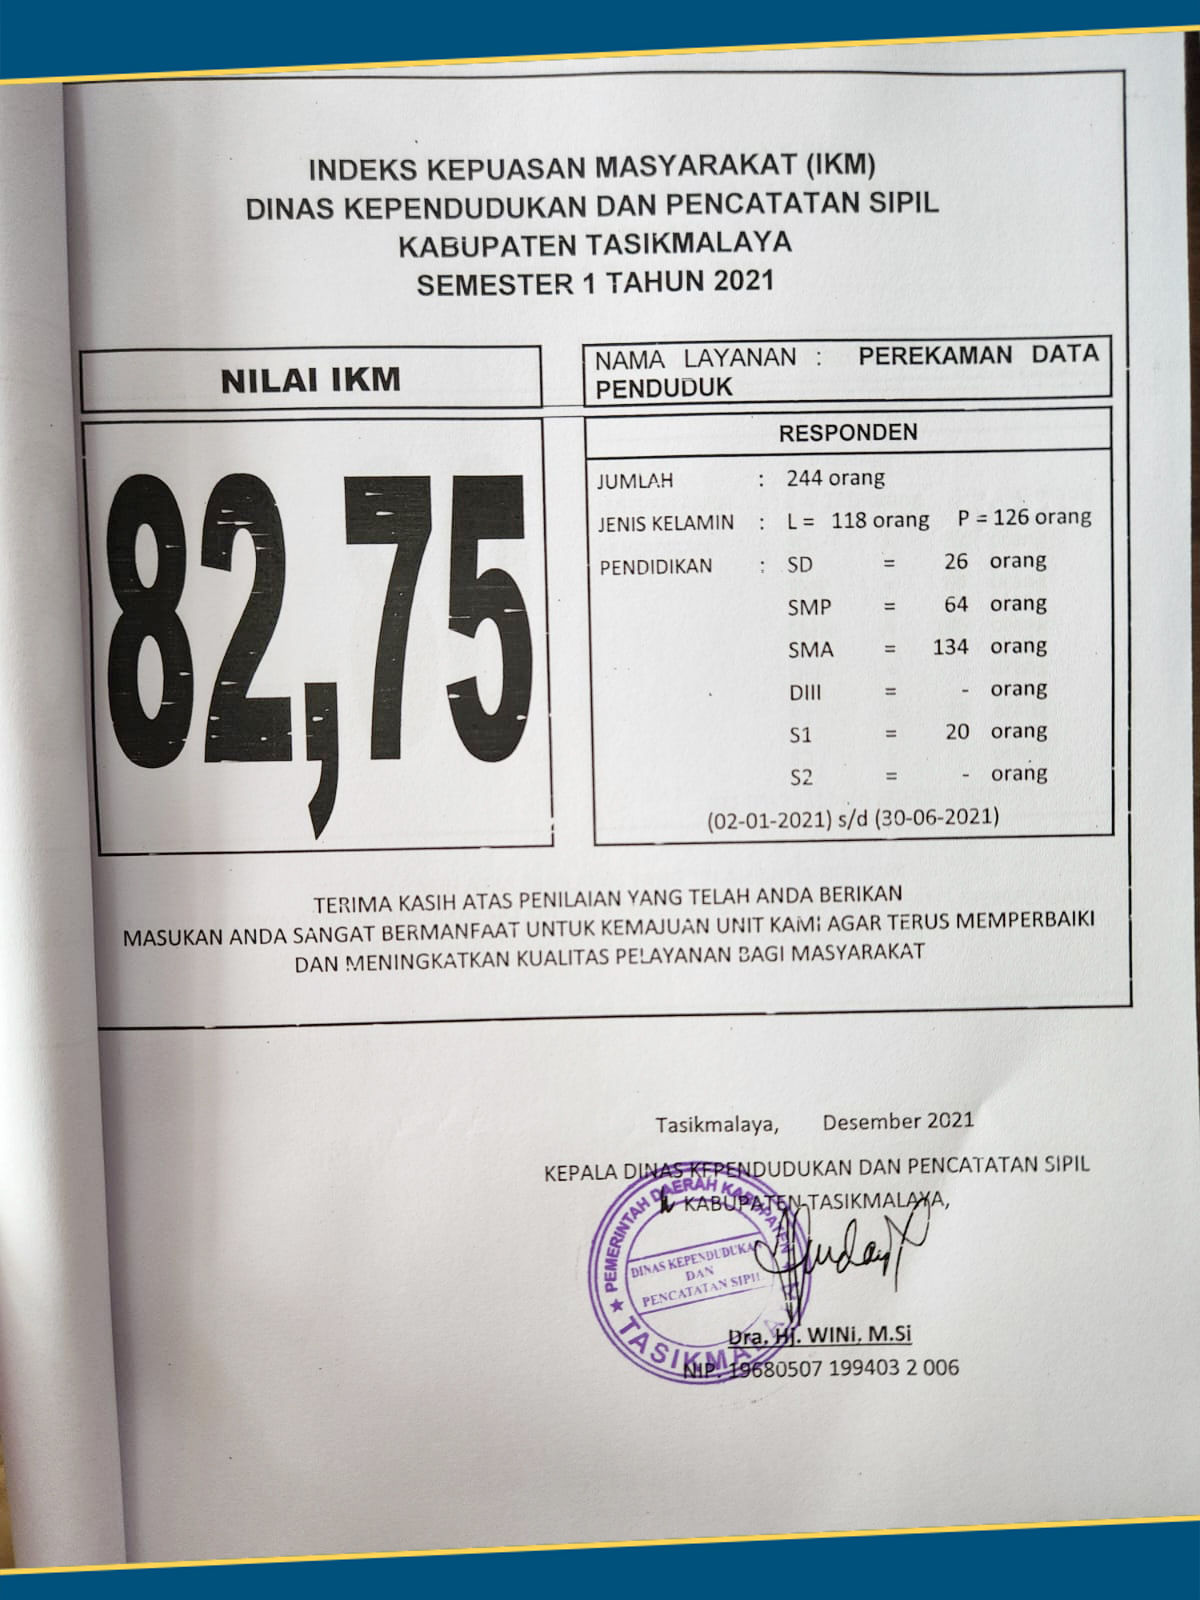 INDEKS KEPUASAN MASYARAKAT (IKM)
DINAS KEPENDUDUKAN DAN PENCATATAN SIPIL
KABUPATEN TASIKMALAYA
SEMESTER 1 TAHUN 2021
NILAI IKM
82,75
NAMA LAYANAN : PEREKAMAN DATA
PENDUDUK
RESPONDEN
JUMLAH : 244 orang
JENIS KELAMIN : L = 118 orang P = 126 orang
PENDIDIKAN : SD = 26 orang
SMP = 64 orang
SMA = 134 orang
DIII = - orang
S1 = 20 orang
S2 = - orang
(02-01-2021) s/d (30-06-2021)
TERIMA KASIH ATAS PENILAIAN YANG TELAH ANDA BERIKAN
MASUKAN ANDA SANGAT BERMANFAAT UNTUK KEMAJUAN UNIT KAMI AGAR TERUS MEMPERBAIKI
DAN MENINGKATKAN KUALITAS PELAYANAN BAGI MASYARAKAT
Tasikmalaya, Desember 2021
KEPALA DINAS KEPENDUDUKAN DAN PENCATATAN SIPIL
KABUPATEN TASIKMALAYA,
PEMERINTAH DAERAH KABUPATEN
DINAS KEPENDUDUKAN
DAN
PENCATATAN SIPIL
TASIKMALAYA
Dra. Hj. WINi, M.Si
NIP. 19680507 199403 2 006